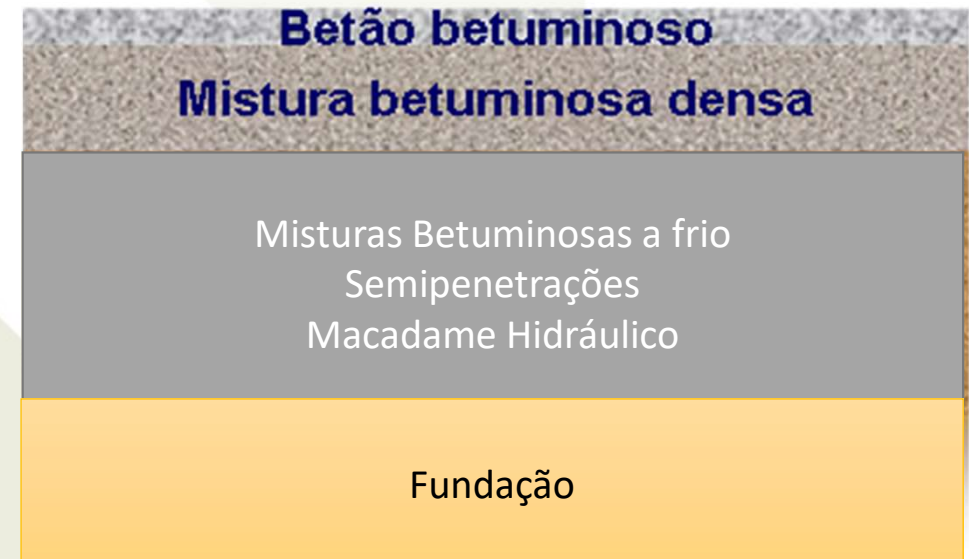 Betão betuminoso
Mistura betuminosa densa
Misturas Betuminosas a frio
Semipenetrações
Macadame Hidráulico
Fundação